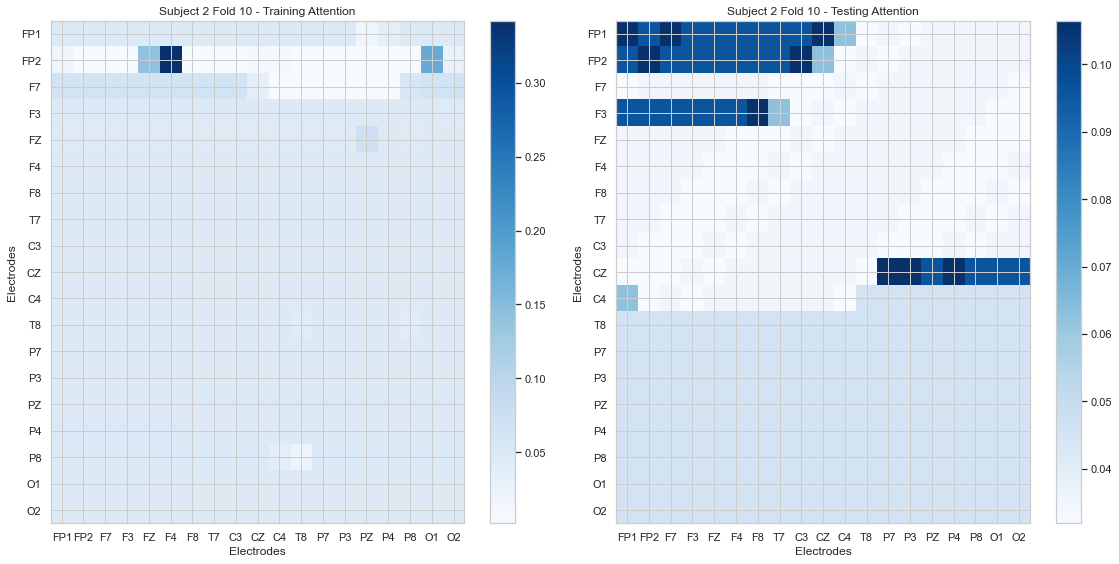 Subject 2 Fold 10 - Training Attention
FP1
FP2
F7
F3
FZ
F4
F8
T7
C3
CZ
C4
T8
P7
P3
PZ
P4
P8
O1
O2
Electrodes
FP1 FP2 F7 F3 FZ F4 F8 T7 C3 CZ C4 T8 P7 P3 PZ P4 P8 O1 O2
Electrodes
0.30
0.25
0.20
0.15
0.10
0.05
Subject 2 Fold 10 - Testing Attention
FP1
FP2
F7
F3
FZ
F4
F8
T7
C3
CZ
C4
T8
P7
P3
PZ
P4
P8
O1
O2
Electrodes
FP1 FP2 F7 F3 FZ F4 F8 T7 C3 CZ C4 T8 P7 P3 PZ P4 P8 O1 O2
Electrodes
0.10
0.09
0.08
0.07
0.06
0.05
0.04